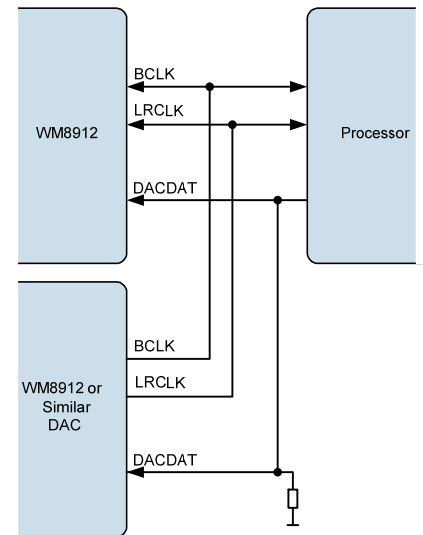 BCLK
LRCLK
WM8912
Processor
DACDAT
BCLK
LRCLK
WM8912 or
Similar
DAC
DACDAT